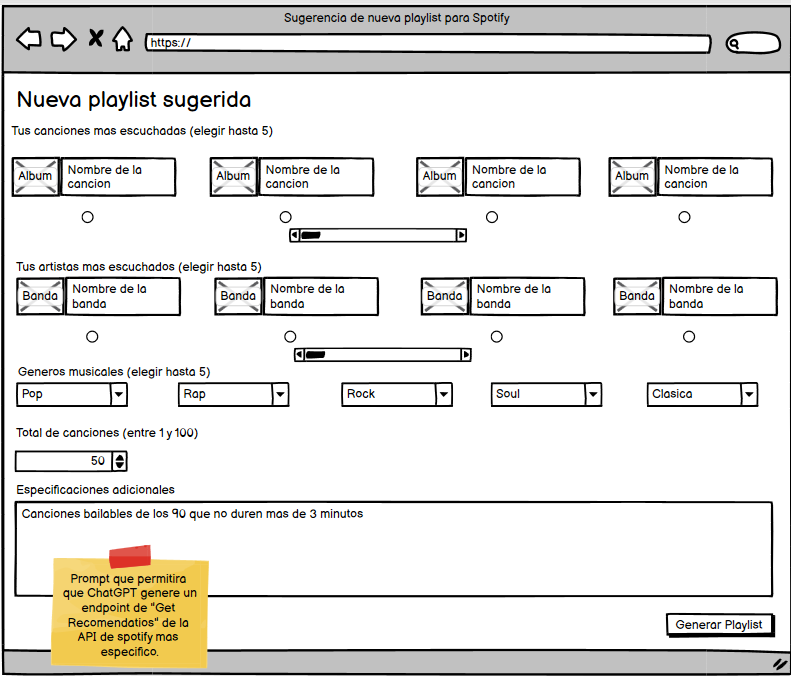 Sugerencia de nueva playlist para Spotify
https://
Nueva playlist sugerida
Tus canciones mas escuchadas (elegir hasta 5)
Album Nombre de la cancion
Album Nombre de la cancion
Album Nombre de la cancion
Album Nombre de la cancion
Tus artistas mas escuchados (elegir hasta 5)
Banda Nombre de la banda
Banda Nombre de la banda
Banda Nombre de la banda
Banda Nombre de la banda
Generos musicales (elegir hasta 5)
Pop Rap Rock Soul Clasica
Total de canciones (entre 1 y 100)
50
Especificaciones adicionales
Canciones bailables de los 90 que no duren mas de 3 minutos
Prompt que permitira
que ChatGPT genere un
endpoint de "Get
Recomendatios" de la
API de spotify mas
especifico.
Generar Playlist